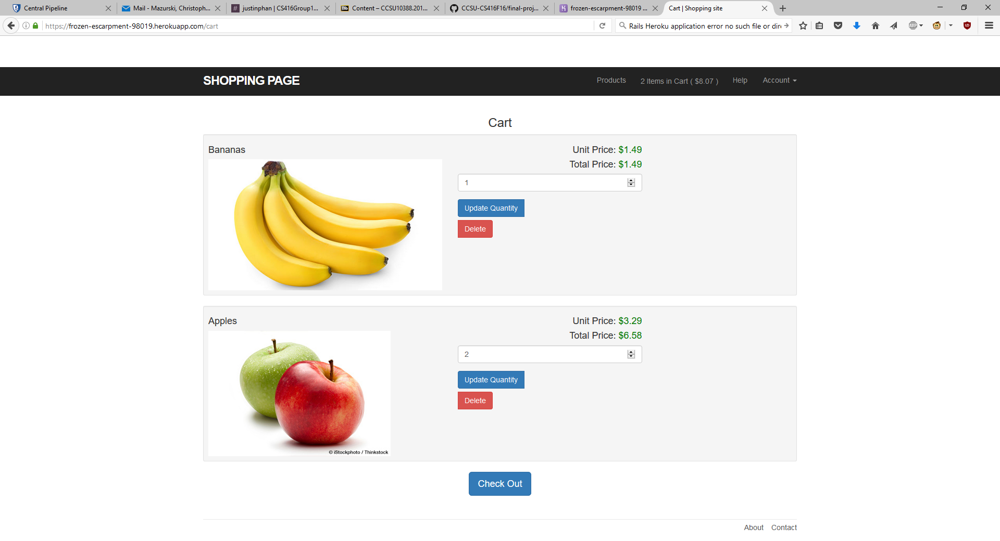 Central Pipeline
Mail - Mazurski, Christoph...
justinphan | CS416Group1...
Content – CCSU10388.201...
CCSU-CS416F16/final-proj...
frozen-escarpment-98019 ...
Cart | Shopping site
https://frozen-escarpment-98019.herokuapp.com/cart
Rails Heroku application error no such file or dire
ABP
SHOPPING PAGE
Products
2 Items in Cart ( $8.07 )
Help
Account
Cart
Bananas
Unit Price: $1.49
Total Price: $1.49
1
Update Quantity
Delete
Apples
Unit Price: $3.29
Total Price: $6.58
2
Update Quantity
Delete
© iStockphoto / Thinkstock
Check Out
About
Contact